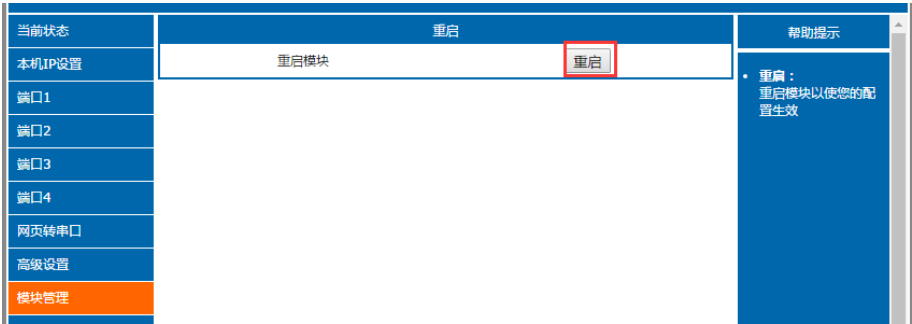 当前状态
本机IP设置
端口1
端口2
端口3
端口4
网页转串口
高级设置
模块管理
重启
重启模块
重启
帮助提示
• 重启：
重启模块以使您的配
置生效